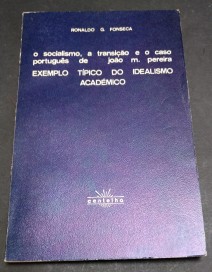 RONALDO G. FONSECA
o socialismo, a transição e o caso
português de joão m. pereira
EXEMPLO TÍPICO DO IDEALISMO
ACADÉMICO
centelha